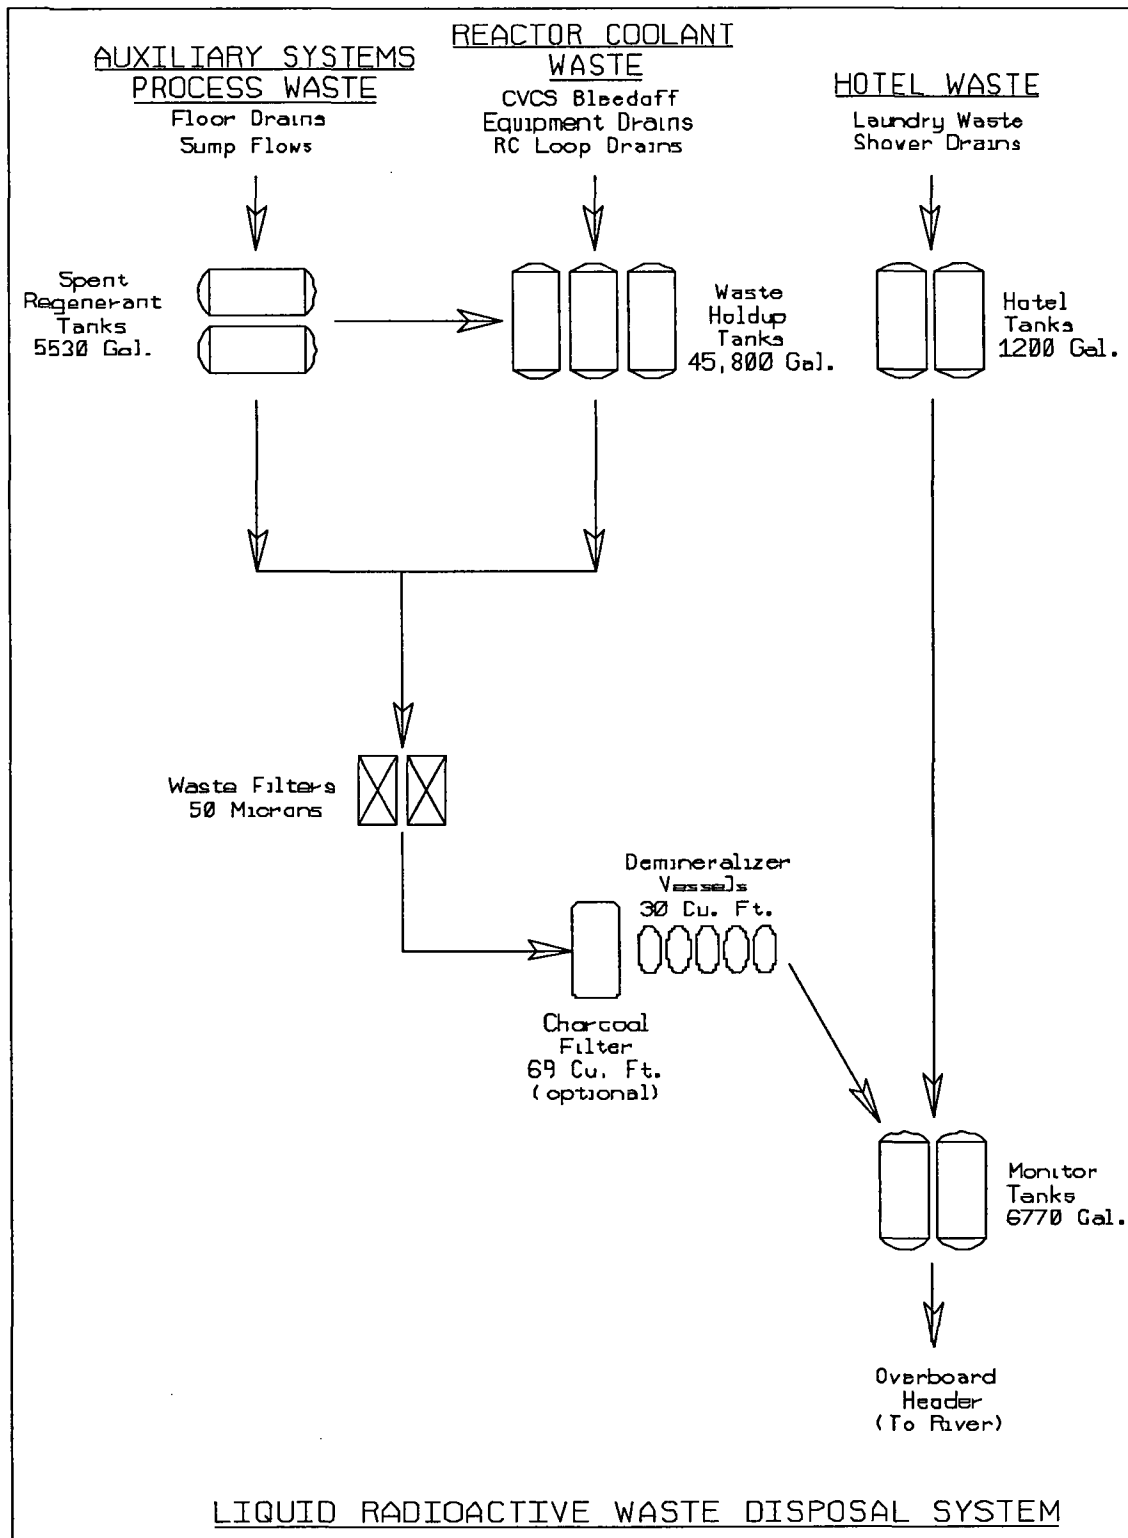 AUXILIARY SYSTEMS
PROCESS WASTE
Floor Drains
Sump Flows
REACTOR COOLANT
WASTE
CVCS Bleedoff
Equipment Drains
RC Loop Drains
HOTEL WASTE
Laundry Waste
Shower Drains
Spent
Regenerant
Tanks
5530 Gal.
Waste
Holdup
Tanks
45,800 Gal.
Hotel
Tanks
1200 Gal.
Waste Filters
50 Microns
Demineralizer
Vessels
30 Cu. Ft.
Charcoal
Filter
69 Cu. Ft.
(optional)
Monitor
Tanks
6770 Gal.
Overboard
Header
(To River)
LIQUID RADIOACTIVE WASTE DISPOSAL SYSTEM